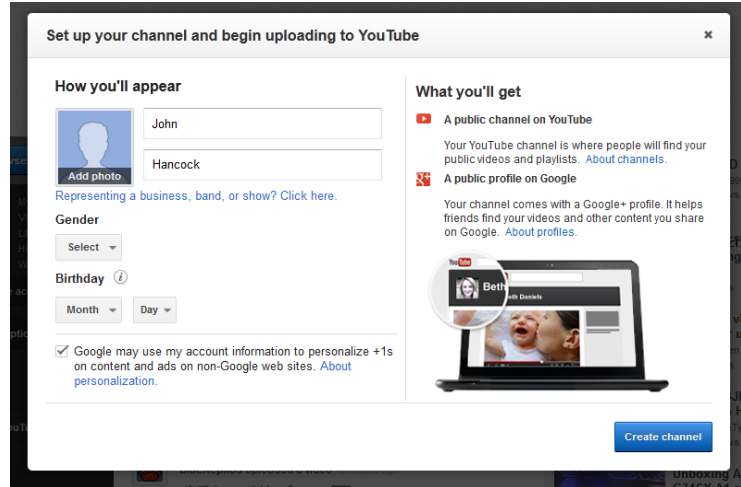 Set up your channel and begin uploading to YouTube
×
How you'll appear
John
Hancock
Add photo
Representing a business, band, or show? Click here.
Gender
Select
Birthday i
Month Day
Google may use my account information to personalize +1s
on content and ads on non-Google web sites. About
personalization.
What you'll get
A public channel on YouTube
Your YouTube channel is where people will find your
public videos and playlists. About channels.
A public profile on Google
Your channel comes with a Google+ profile. It helps
friends find your videos and other content you share
on Google. About profiles.
You Tube
Beth
eth Daniels
Create channel
uploaded a video
Unboxing A